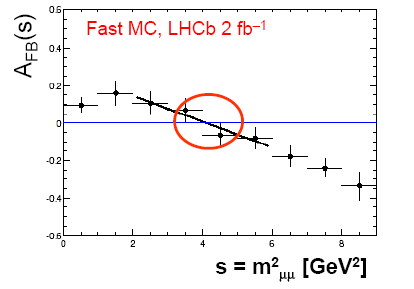 Fast MC, LHCb 2 fb⁻¹
A_FB(s)
0.6
0.4
0.2
0
-0.2
-0.4
-0.6
0 2 4 6 8
s = m²_μμ [GeV²]